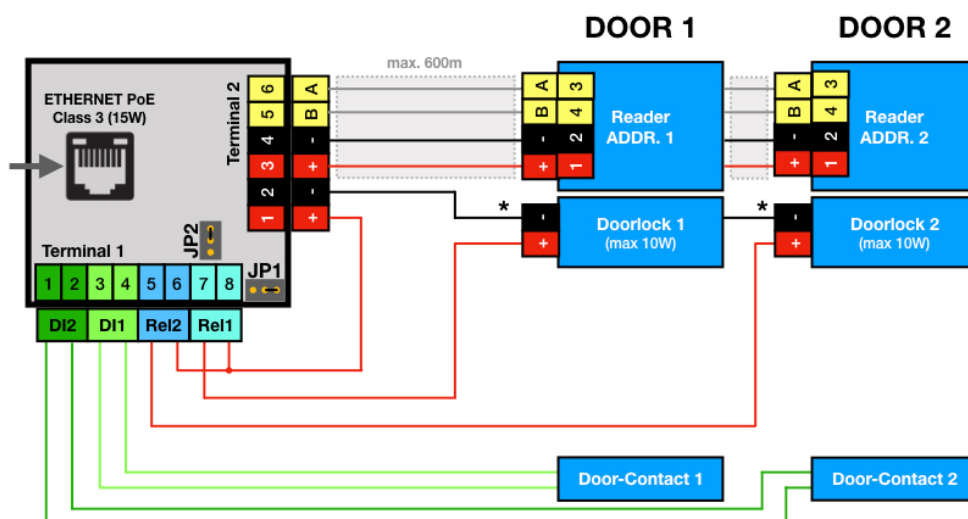 DOOR 1
DOOR 2
max. 600m
ETHERNET PoE
Class 3 (15W)
Terminal 2
6 A
5 B
4 -
3 +
2 -
1 +
A 3
B 4
- 2
+ 1
Reader
ADDR. 1
A 3
B 4
- 2
+ 1
Reader
ADDR. 2
* -
+
Doorlock 1
(max 10W)
* -
+
Doorlock 2
(max 10W)
JP2
Terminal 1
JP1
1 2 3 4 5 6 7 8
DI2 DI1 Rel2 Rel1
Door-Contact 1
Door-Contact 2